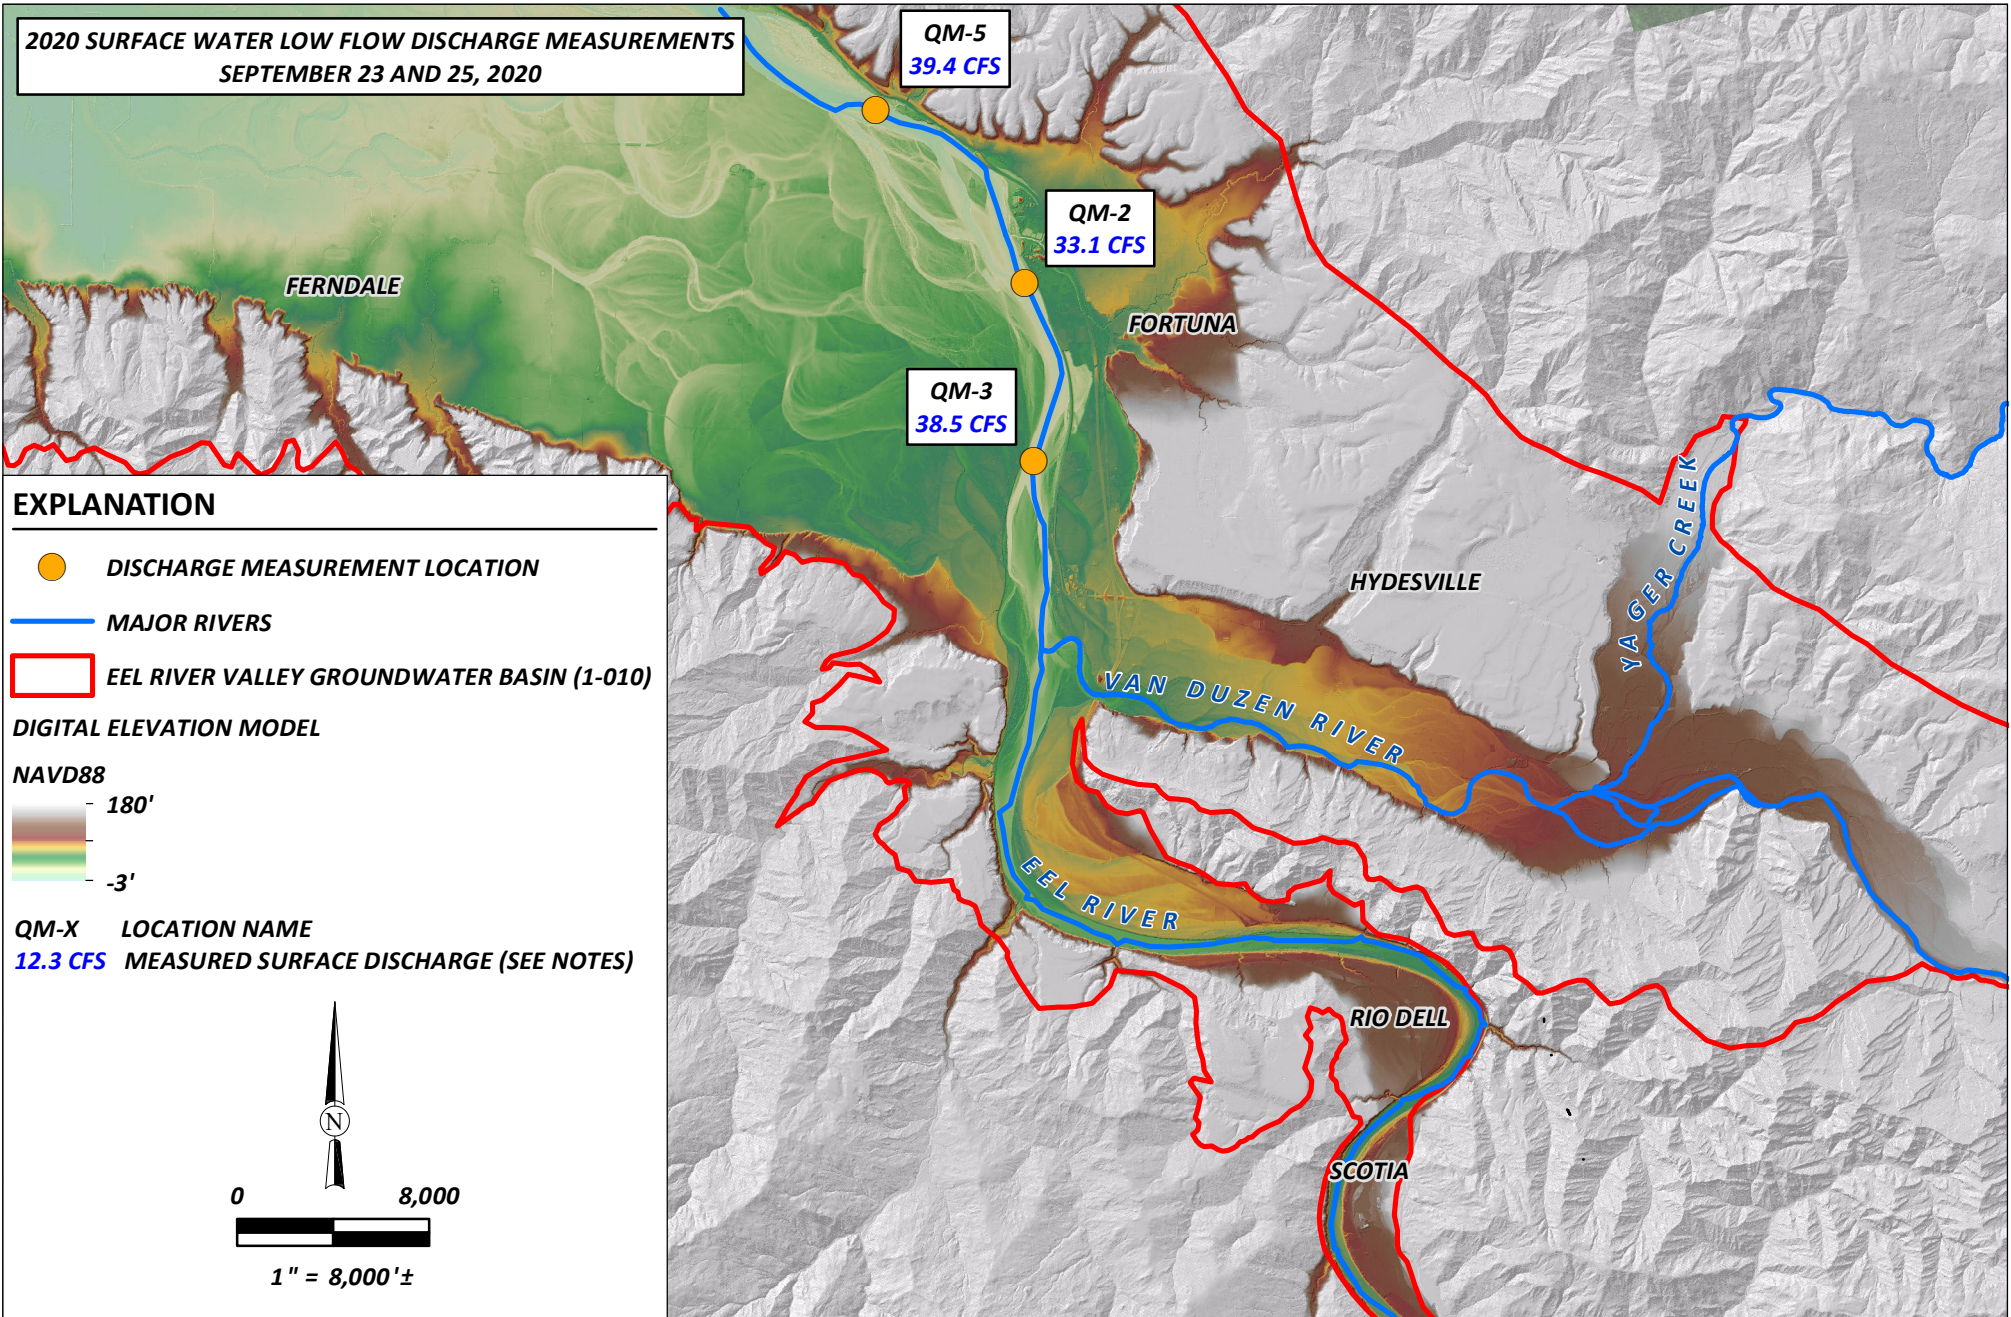 2020 SURFACE WATER LOW FLOW DISCHARGE MEASUREMENTS
SEPTEMBER 23 AND 25, 2020
QM-5
39.4 CFS
QM-2
33.1 CFS
FERNDALE
FORTUNA
QM-3
38.5 CFS
HYDESVILLE
YAGER CREEK
VAN DUZEN RIVER
EEL RIVER
RIO DELL
SCOTIA
EXPLANATION
DISCHARGE MEASUREMENT LOCATION
MAJOR RIVERS
EEL RIVER VALLEY GROUNDWATER BASIN (1-010)
DIGITAL ELEVATION MODEL
NAVD88
180'
-3'
QM-X LOCATION NAME
12.3 CFS MEASURED SURFACE DISCHARGE (SEE NOTES)
N
0 8,000
1" = 8,000'±